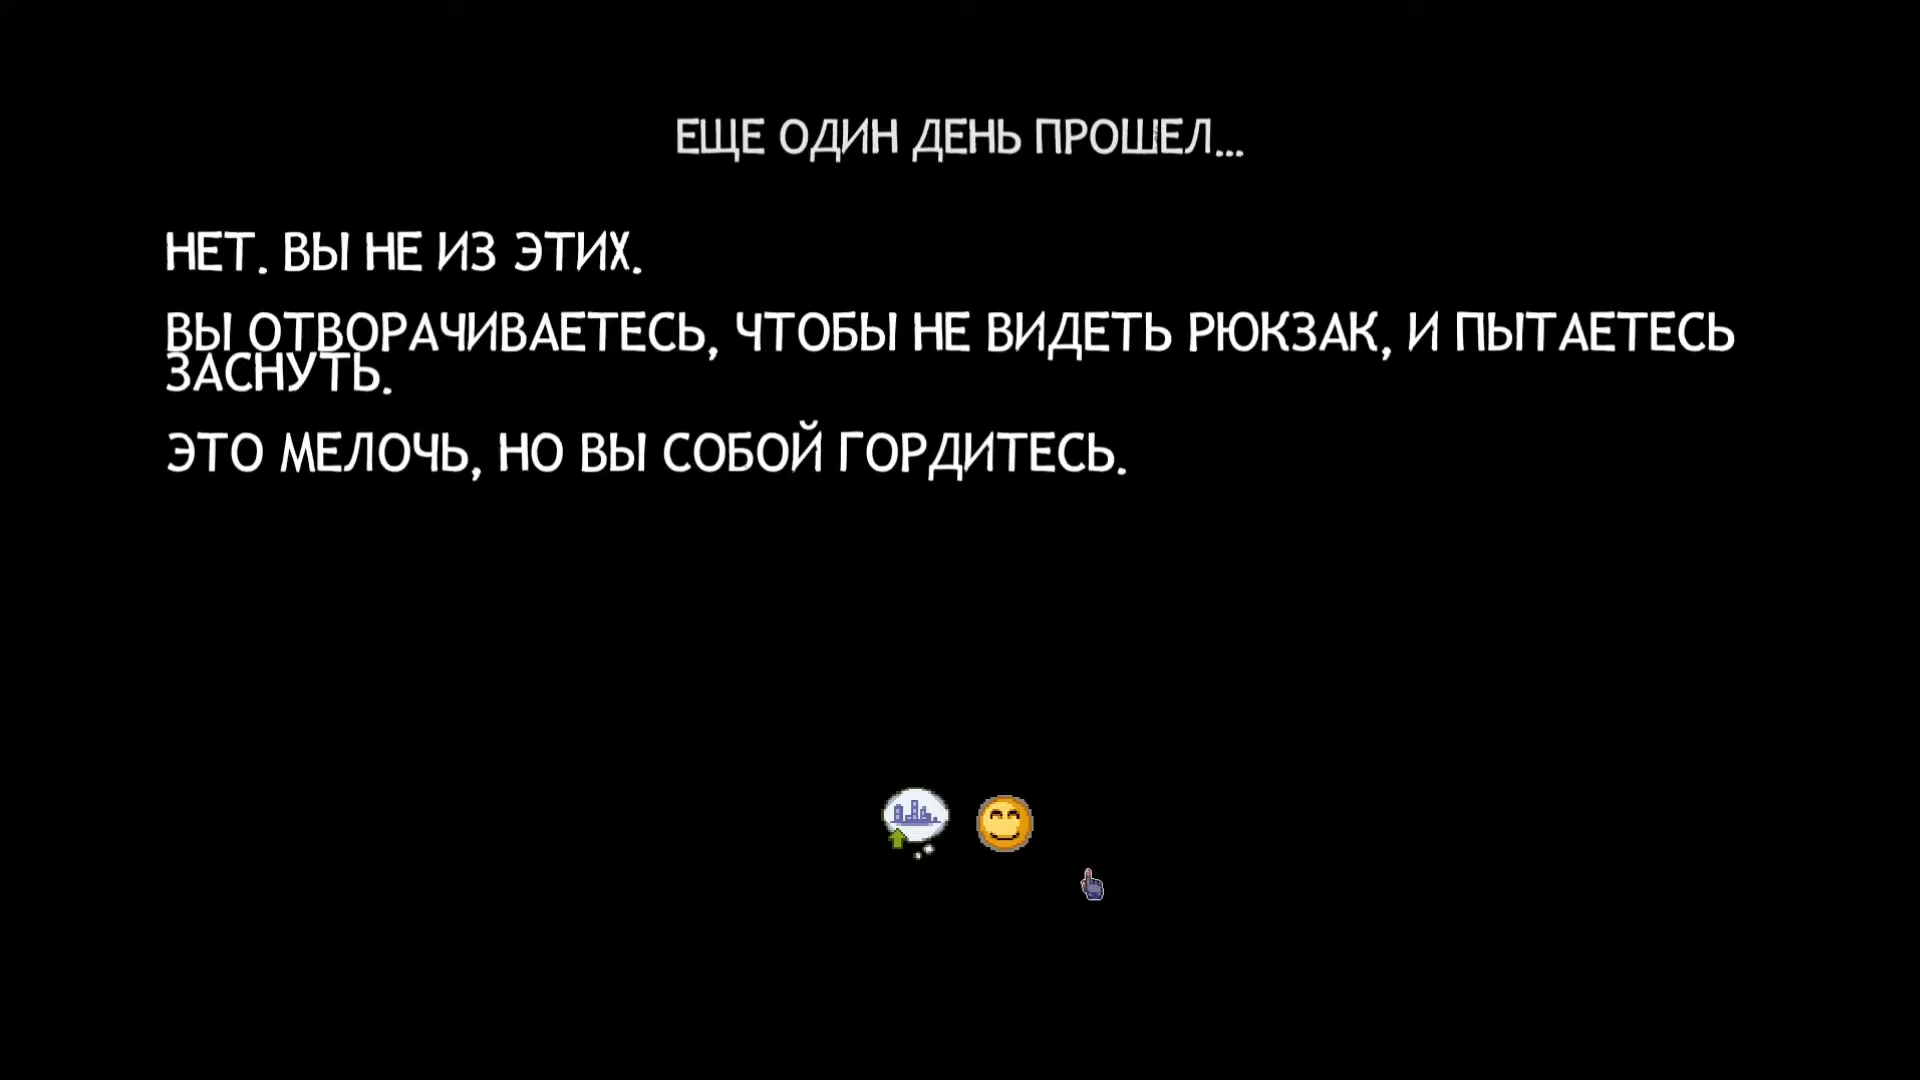 ЕЩЕ ОДИН ДЕНЬ ПРОШЕЛ...
НЕТ. ВЫ НЕ ИЗ ЭТИХ.
ВЫ ОТВОРАЧИВАЕТЕСЬ, ЧТОБЫ НЕ ВИДЕТЬ РЮКЗАК, И ПЫТАЕТЕСЬ
ЗАСНУТЬ.
ЭТО МЕЛОЧЬ, НО ВЫ СОБОЙ ГОРДИТЕСЬ.